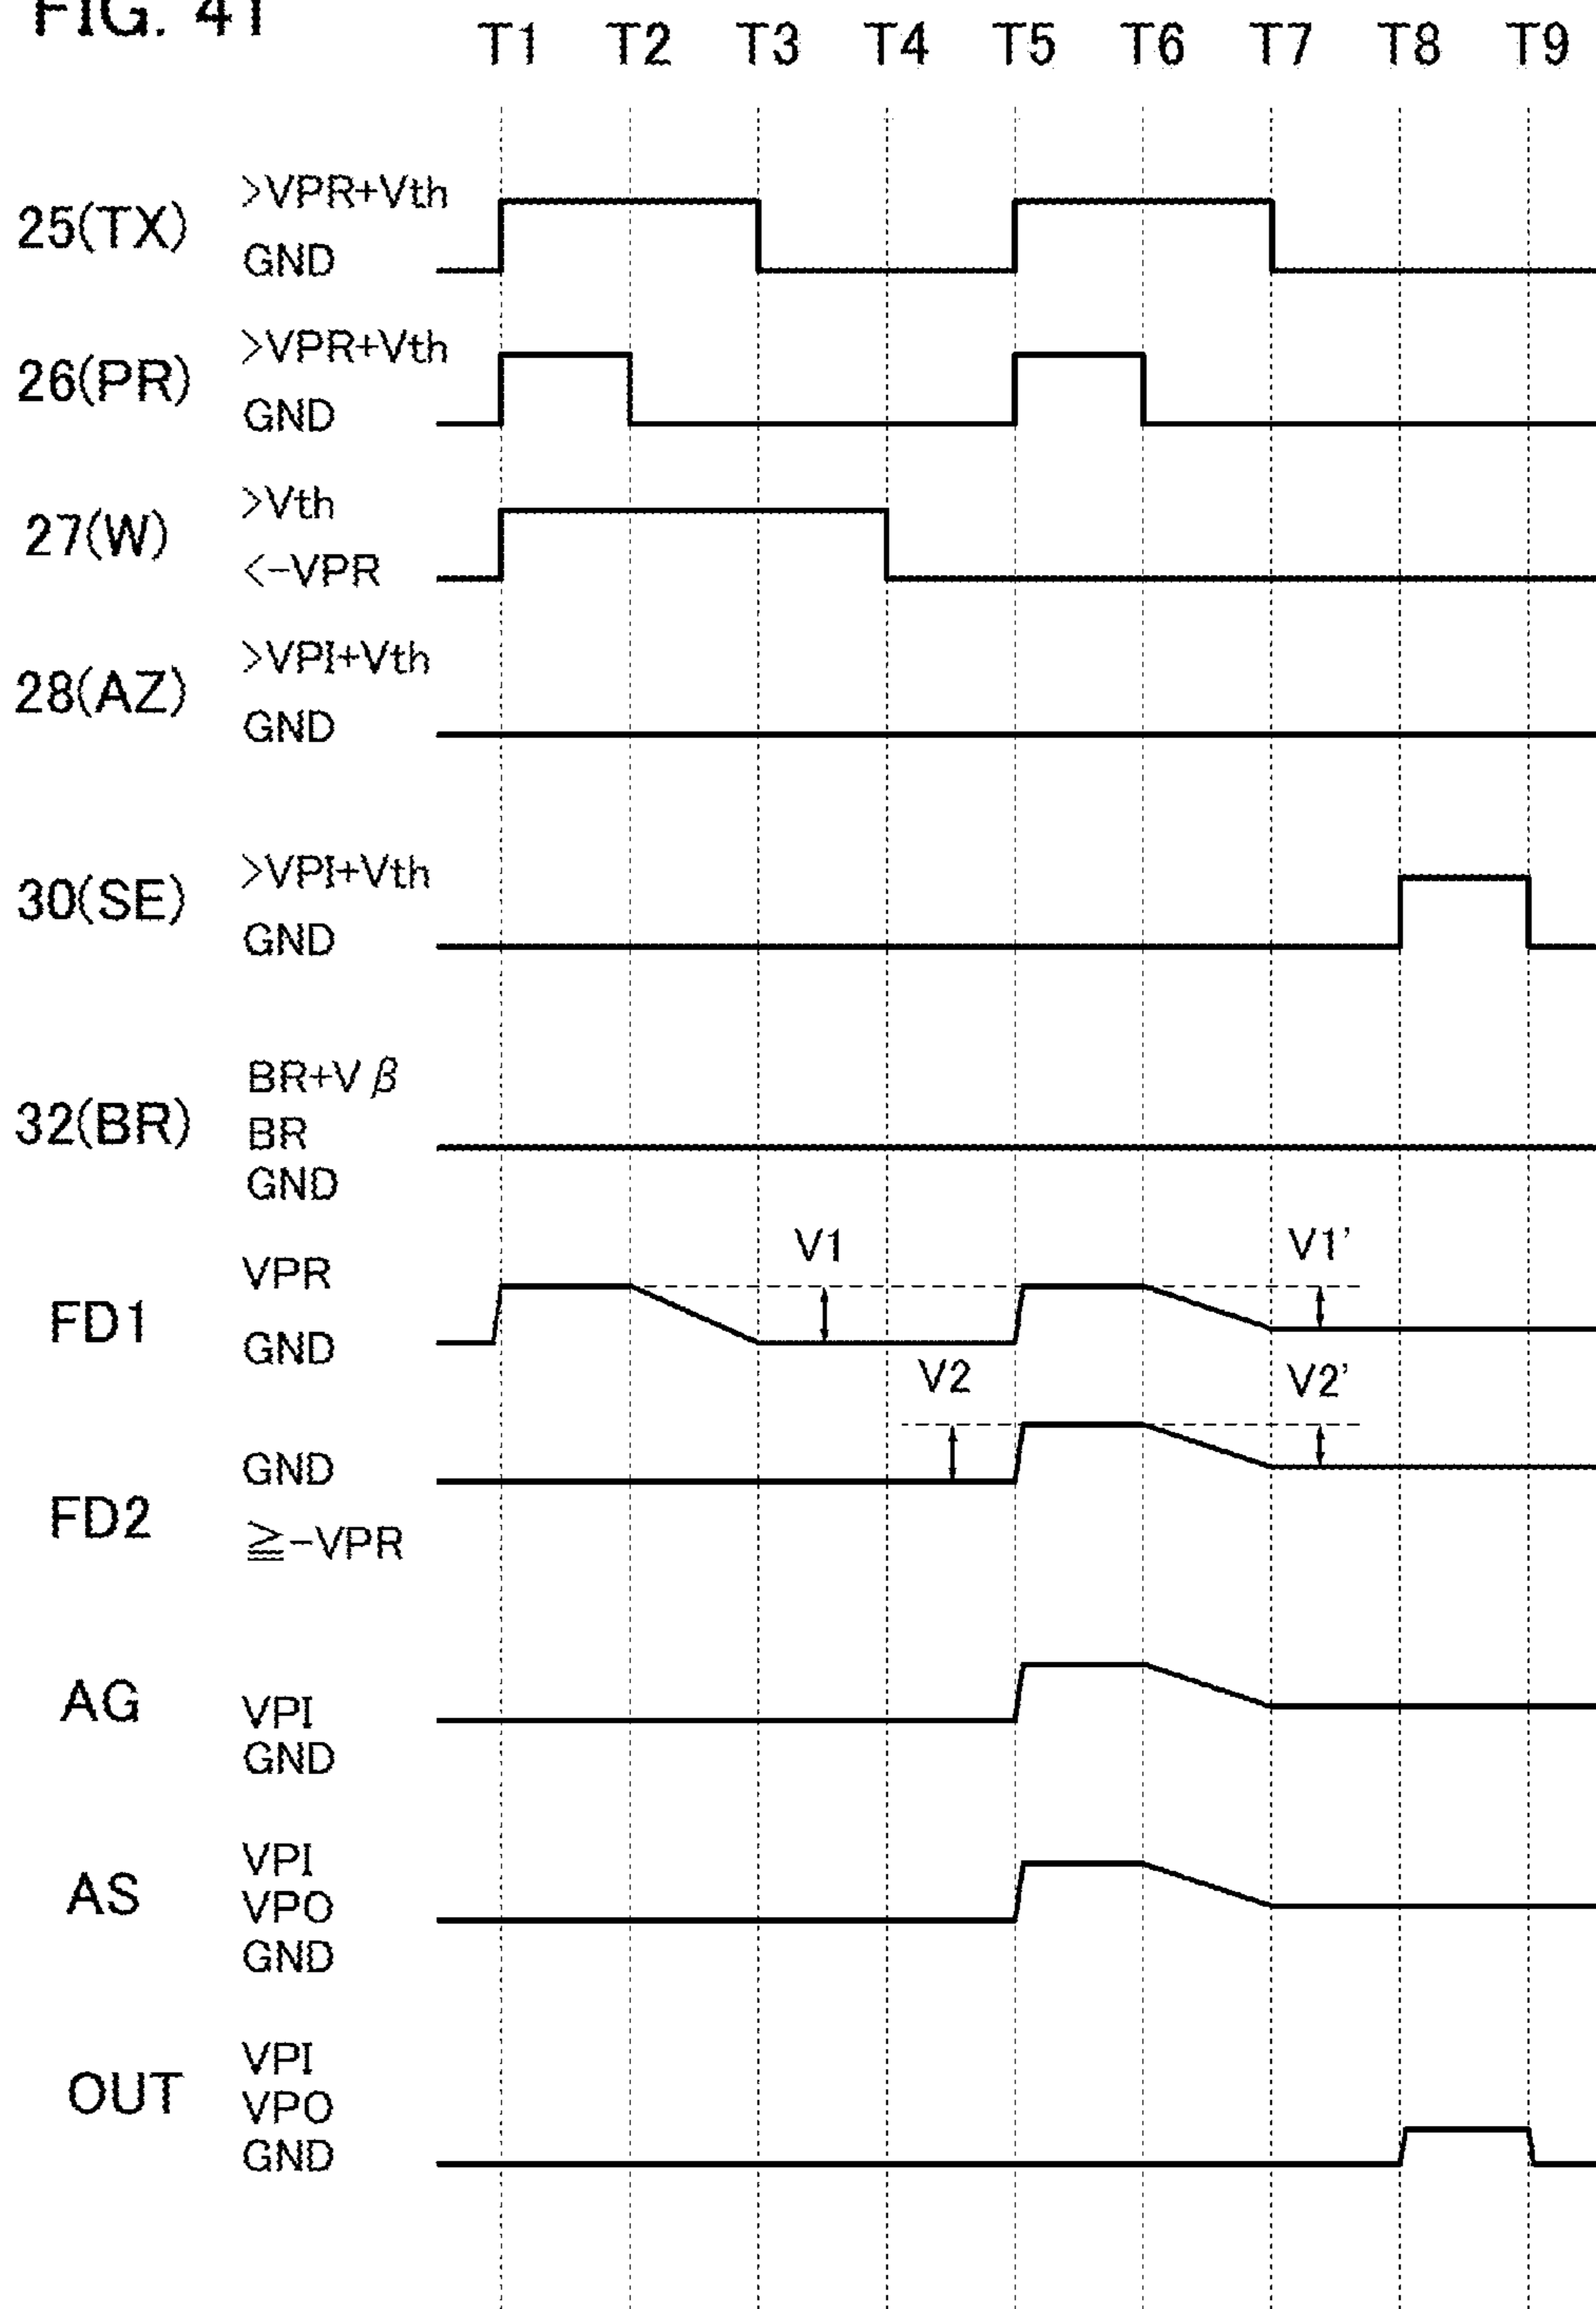 FIG. 41
T1 T2 T3 T4 T5 T6 T7 T8 T9
25(TX) >VPR+Vth
GND
26(PR) >VPR+Vth
GND
27(W) >Vth
<-VPR
28(AZ) >VPI+Vth
GND
30(SE) >VPI+Vth
GND
32(BR) BR+Vβ
BR
GND
V1 V1'
FD1 VPR
GND
V2 V2'
FD2 GND
≧-VPR
AG VPI
GND
AS VPI
VPO
GND
OUT VPI
VPO
GND